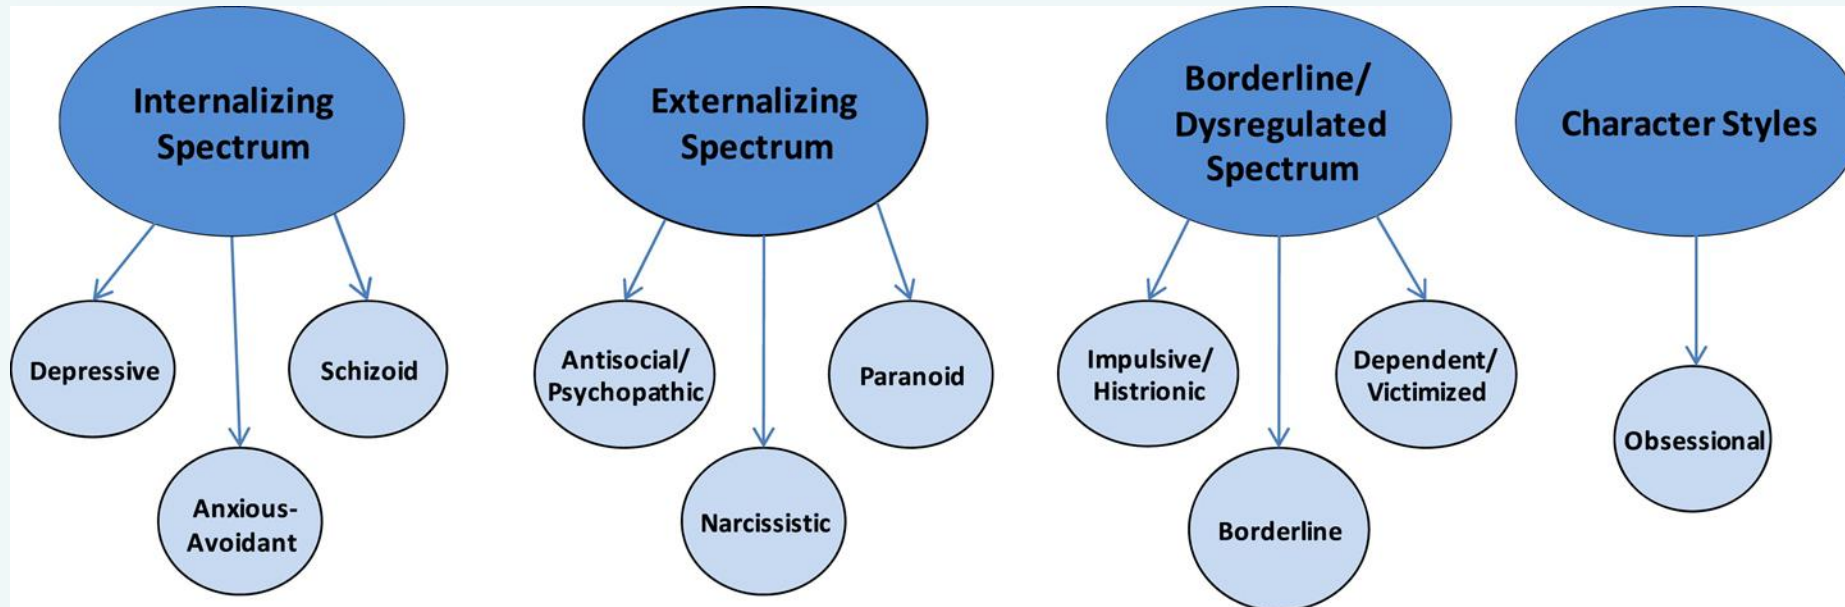 Internalizing
Spectrum
Externalizing
Spectrum
Borderline/
Dysregulated
Spectrum
Character Styles
Depressive
Anxious-
Avoidant
Schizoid
Antisocial/
Psychopathic
Narcissistic
Paranoid
Impulsive/
Histrionic
Borderline
Dependent/
Victimized
Obsessional